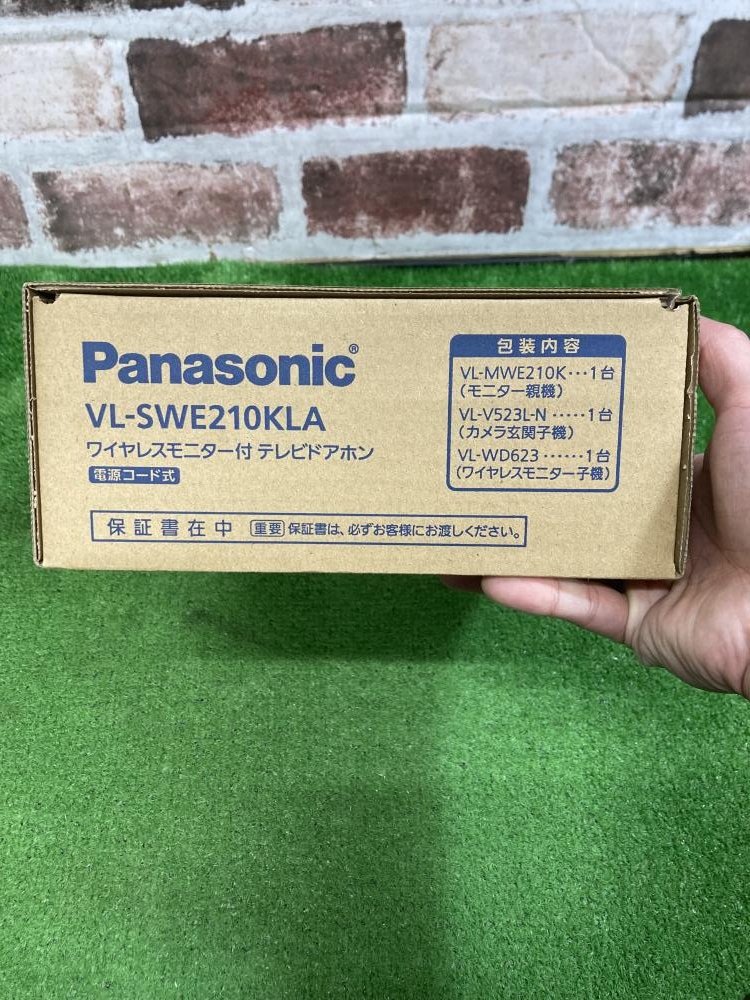 Panasonic®
VL-SWE210KLA
ワイヤレスモニター付 テレビドアホン
電源コード式
保証書在中 重要 保証書は、必ずお客様にお渡しください。
包装内容
VL-MWE210K･･･1台
(モニター親機)
VL-V523L-N ･････1台
(カメラ玄関子機)
VL-WD623 ･･････1台
(ワイヤレスモニター子機)